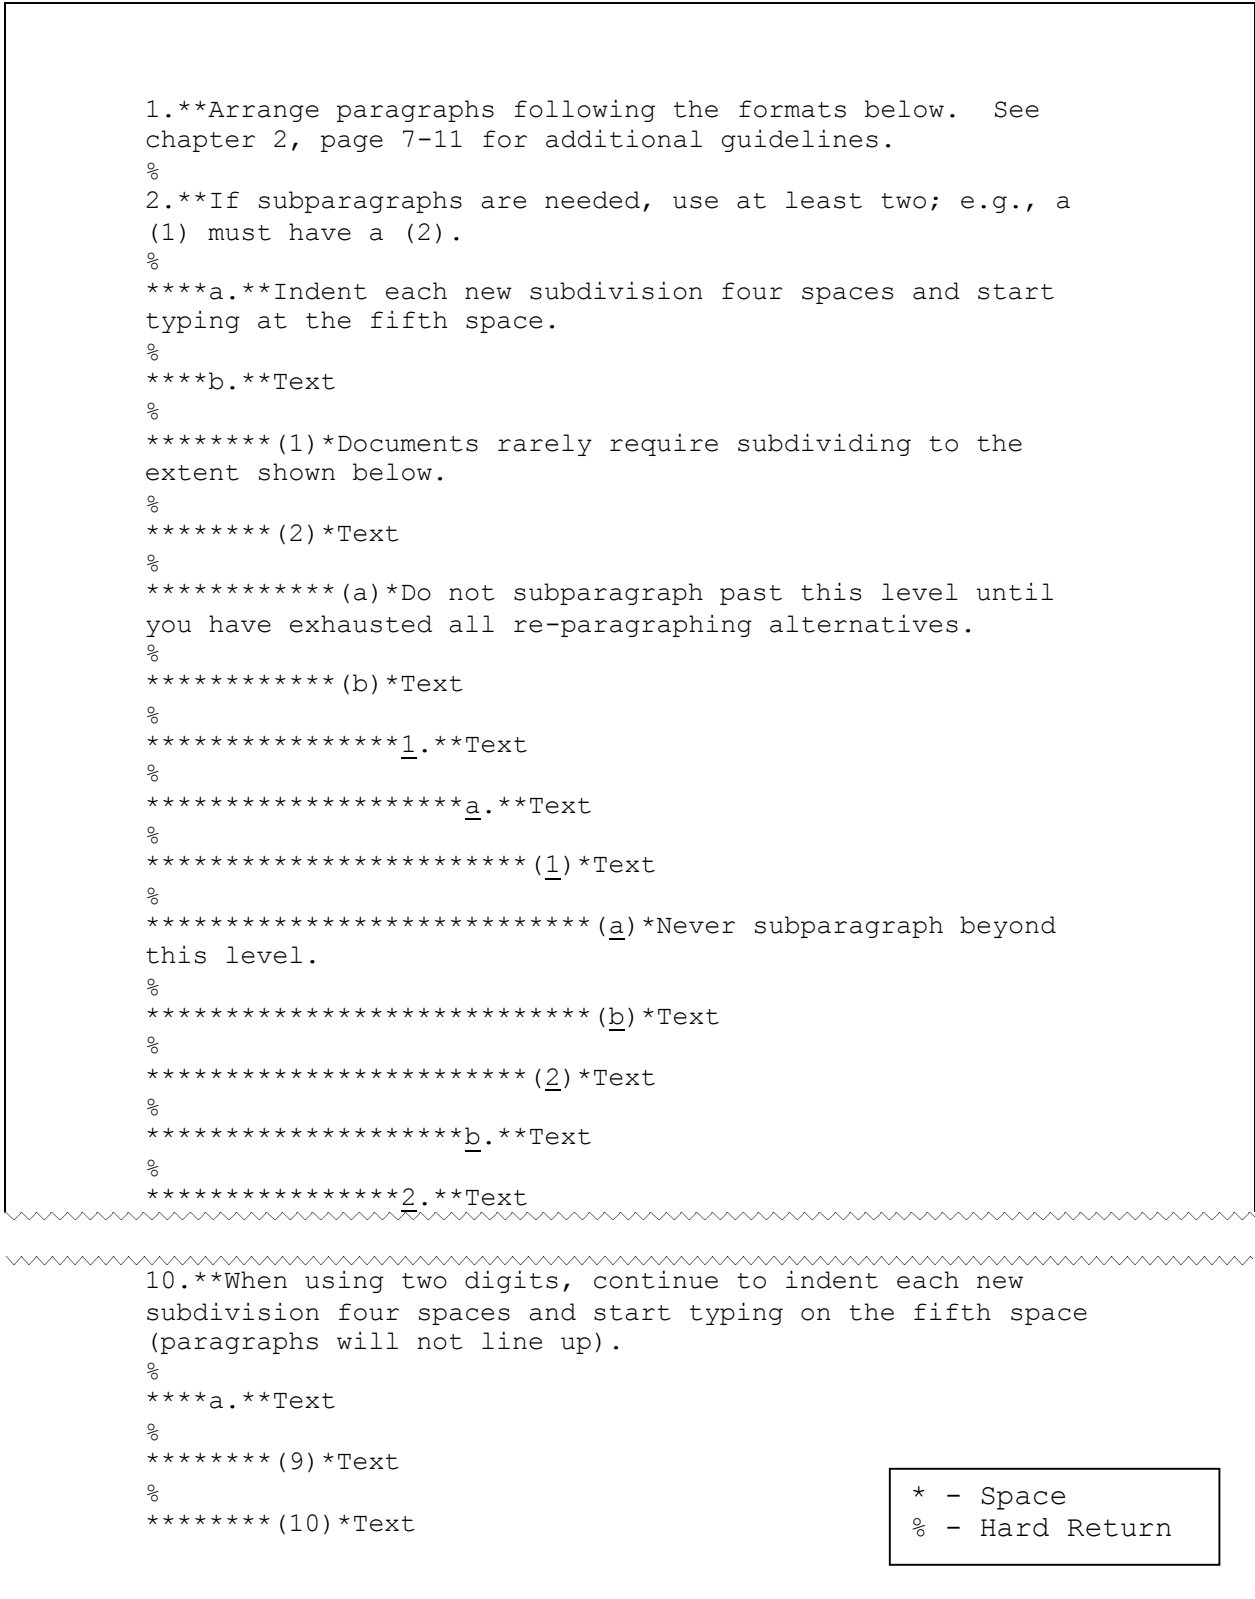 1.**Arrange paragraphs following the formats below.  See
chapter 2, page 7-11 for additional guidelines.
%
2.**If subparagraphs are needed, use at least two; e.g., a
(1) must have a (2).
%
****a.**Indent each new subdivision four spaces and start
typing at the fifth space.
%
****b.**Text
%
********(1)*Documents rarely require subdividing to the
extent shown below.
%
********(2)*Text
%
************(a)*Do not subparagraph past this level until
you have exhausted all re-paragraphing alternatives.
%
************(b)*Text
%
****************1.**Text
%
********************a.**Text
%
************************(1)*Text
%
****************************(a)*Never subparagraph beyond
this level.
%
****************************(b)*Text
%
************************(2)*Text
%
********************b.**Text
%
****************2.**Text
10.**When using two digits, continue to indent each new
subdivision four spaces and start typing on the fifth space
(paragraphs will not line up).
%
****a.**Text
%
********(9)*Text
%
********(10)*Text
* - Space
% - Hard Return